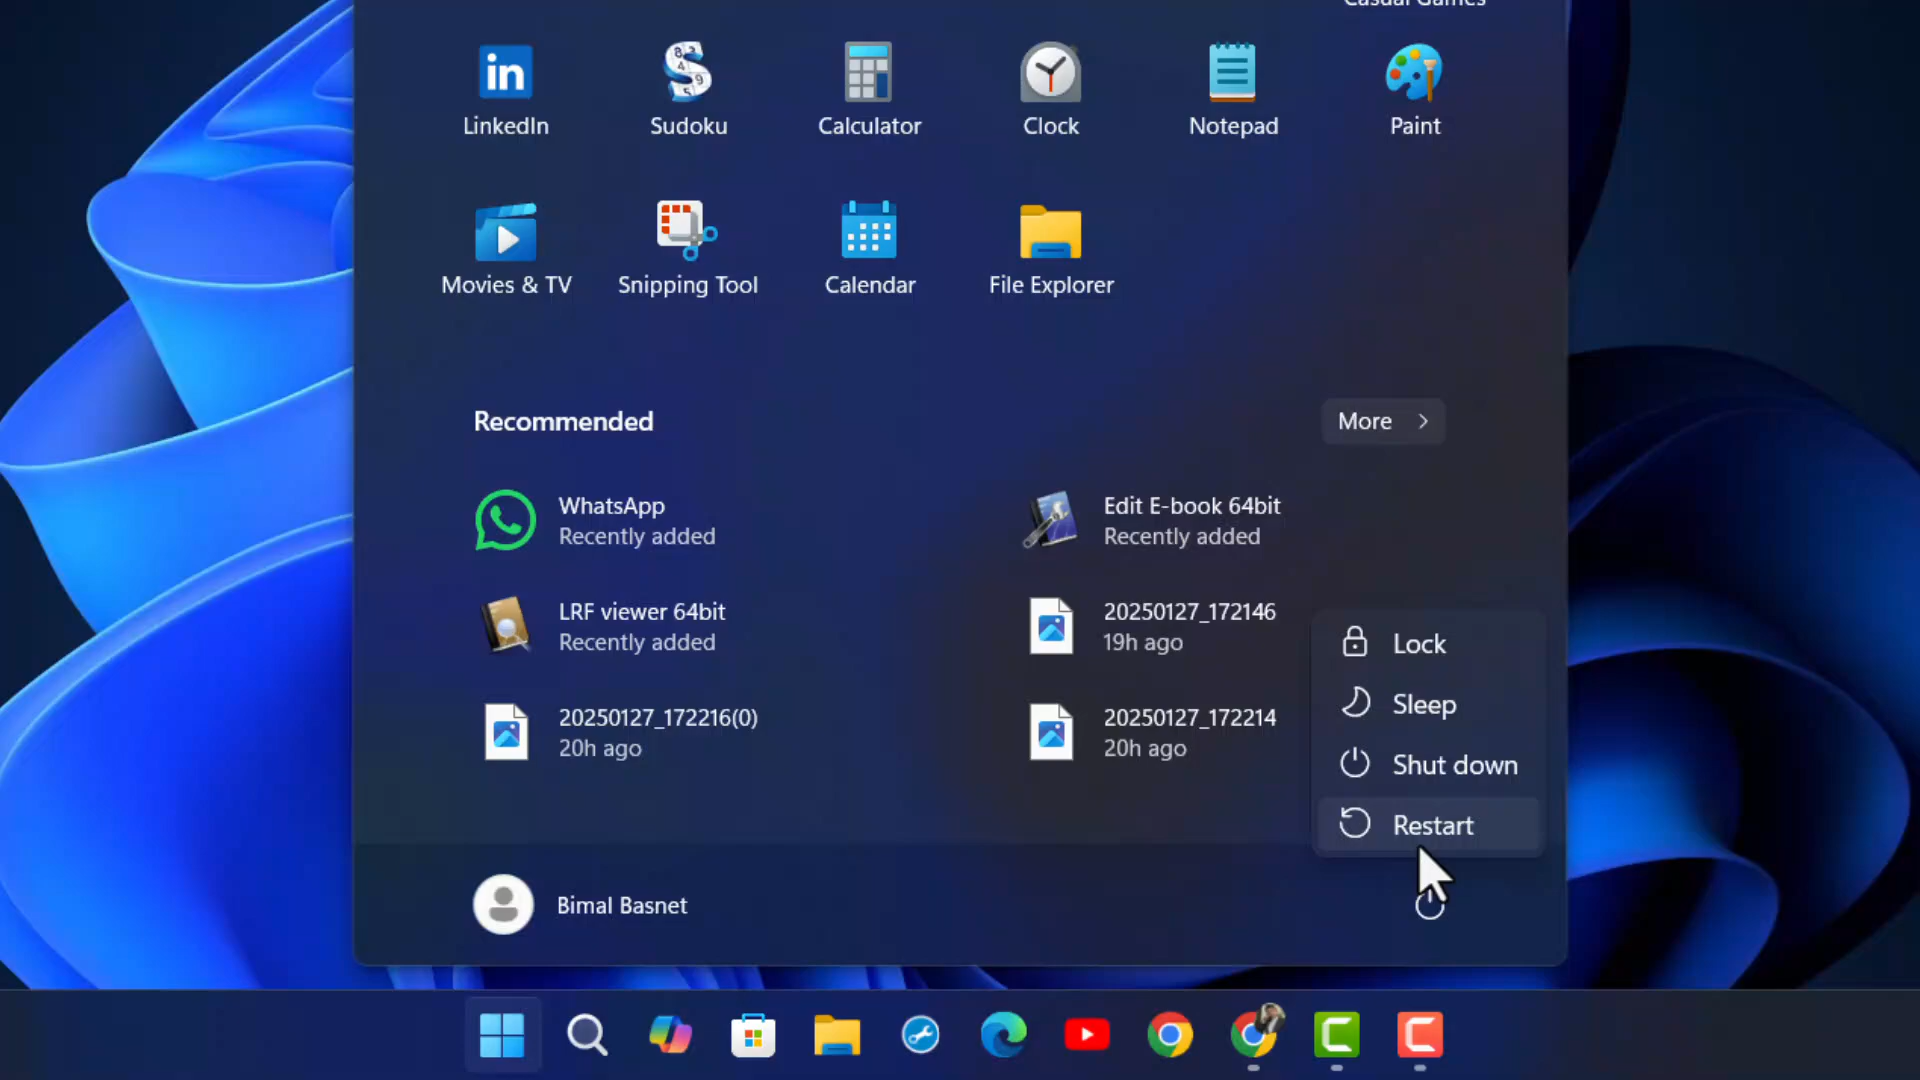 Casual Games
LinkedIn
Sudoku
Calculator
Clock
Notepad
Paint
Movies & TV
Snipping Tool
Calendar
File Explorer
Recommended
More
WhatsApp
Recently added
Edit E-book 64bit
Recently added
LRF viewer 64bit
Recently added
20250127_172146
19h ago
20250127_172216(0)
20h ago
20250127_172214
20h ago
Lock
Sleep
Shut down
Restart
Bimal Basnet